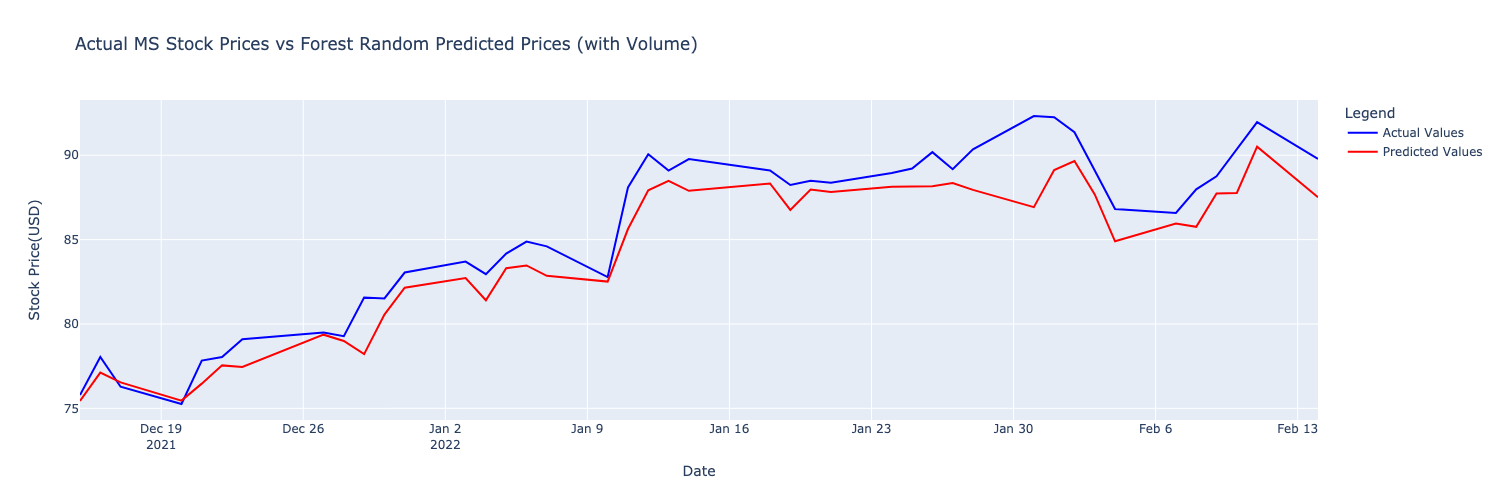 Actual MS Stock Prices vs Forest Random Predicted Prices (with Volume)
Legend
Actual Values
Predicted Values
Stock Price(USD)
90
85
80
75
Dec 19
2021
Dec 26
Jan 2
2022
Jan 9
Jan 16
Jan 23
Jan 30
Feb 6
Feb 13
Date